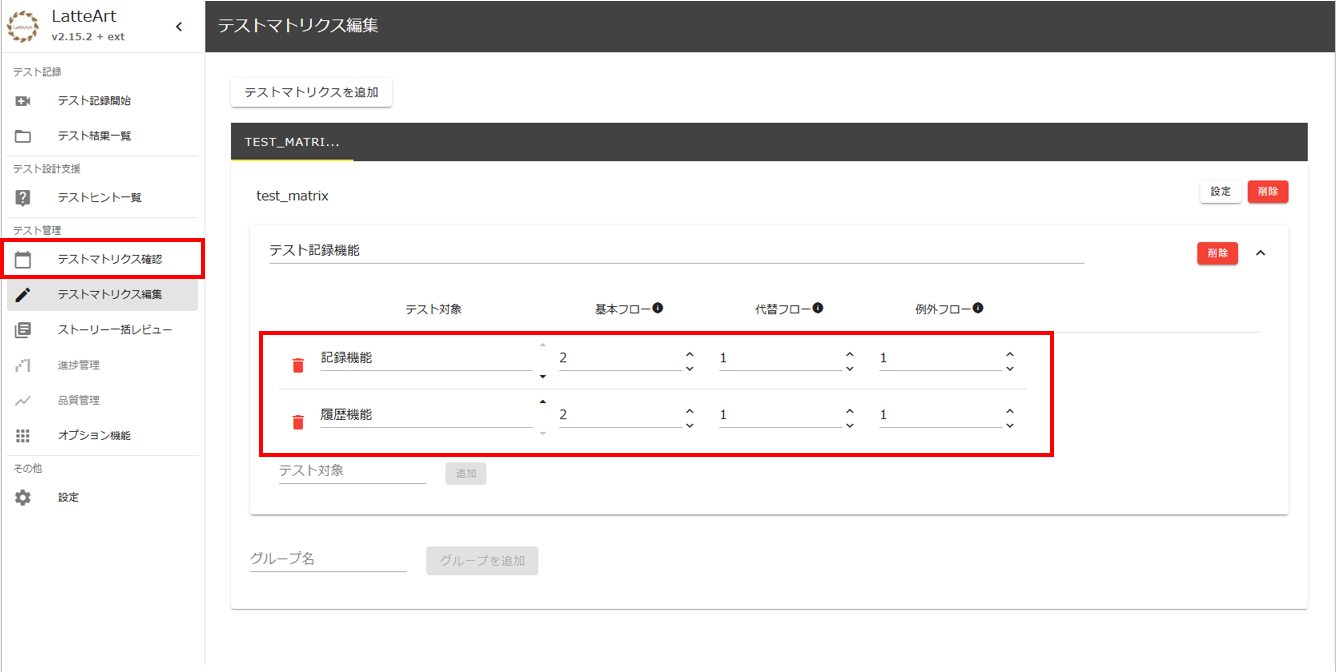 LatteArt
v2.15.2 + ext
テストマトリクス編集
テスト記録
テスト記録開始
テスト結果一覧
テスト設計支援
テストヒント一覧
テスト管理
テストマトリクス確認
テストマトリクス編集
ストーリー一括レビュー
進捗管理
品質管理
オプション機能
その他
設定
テストマトリクスを追加
TEST_MATRI...
test_matrix
設定 削除
テスト記録機能
削除
テスト対象 基本フロー 代替フロー 例外フロー
記録機能 2 1 1
履歴機能 2 1 1
テスト対象 追加
グループ名 グループを追加